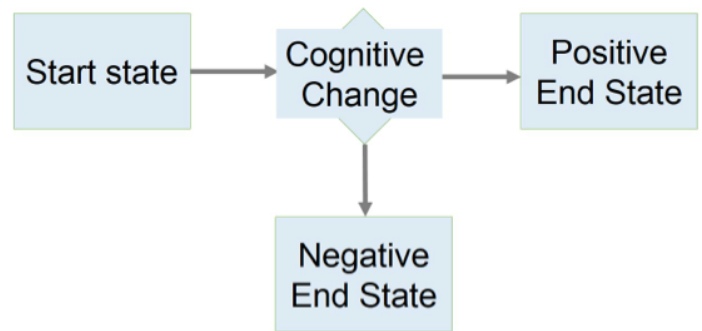 Start state
Cognitive
Change
Positive
End State
Negative
End State